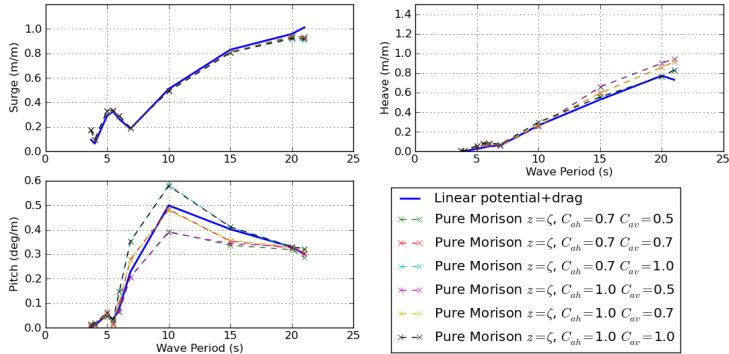 Surge (m/m)
1.0
0.8
0.6
0.4
0.2
0.0
0 5 10 15 20 25
Heave (m/m)
1.4
1.2
1.0
0.8
0.6
0.4
0.2
0.0
0 5 10 15 20 25
Wave Period (s)
Pitch (deg/m)
0.6
0.5
0.4
0.3
0.2
0.1
0.0
0 5 10 15 20 25
Wave Period (s)
Linear potential+drag
Pure Morison z=ζ, C_ah=0.7 C_av=0.5
Pure Morison z=ζ, C_ah=0.7 C_av=0.7
Pure Morison z=ζ, C_ah=0.7 C_av=1.0
Pure Morison z=ζ, C_ah=1.0 C_av=0.5
Pure Morison z=ζ, C_ah=1.0 C_av=0.7
Pure Morison z=ζ, C_ah=1.0 C_av=1.0